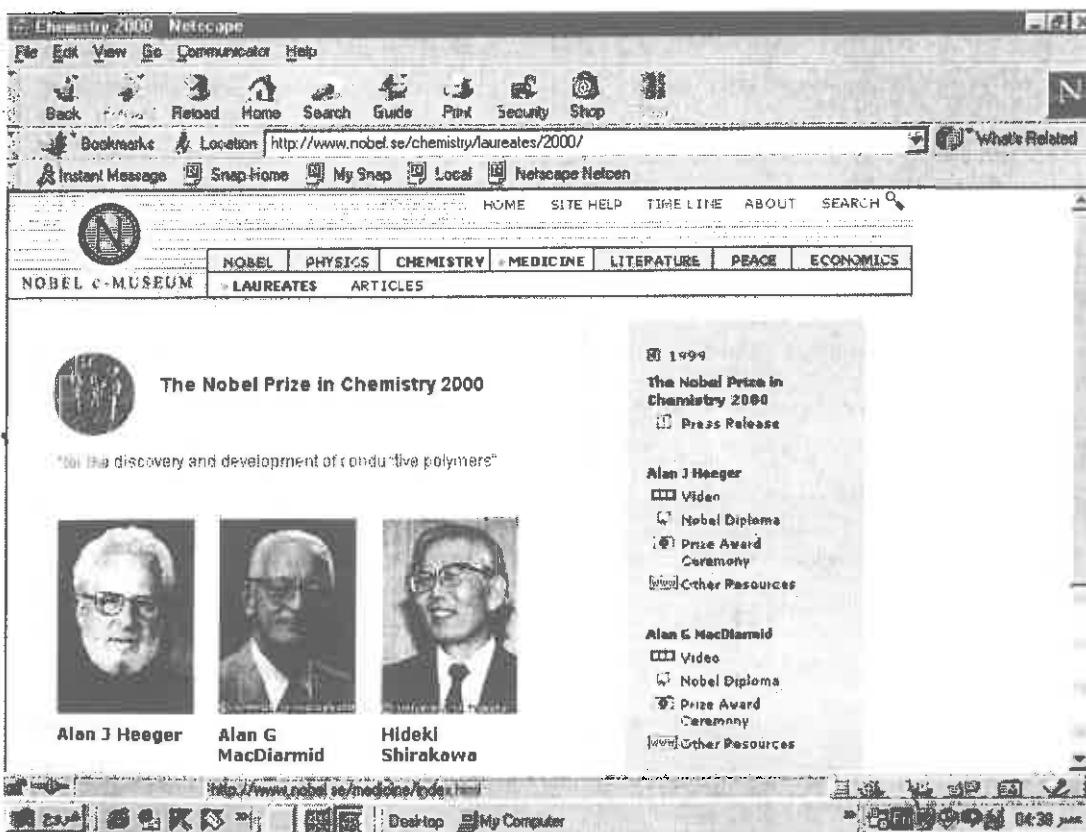 Chemistry 2000 Netscape
File Edit View Go Communicator Help
Back Reload Home Search Guide Print Security Shop
N
Bookmarks Location http://www.nobel.se/chemistry/laureates/2000/ What's Related
Instant Message Snap-Home My Snap Local Netscape Netcen
HOME SITE HELP TIME LINE ABOUT SEARCH
N
NOBEL PHYSICS CHEMISTRY MEDICINE LITERATURE PEACE ECONOMICS
NOBEL e-MUSEUM
LAUREATES ARTICLES
The Nobel Prize in Chemistry 2000
"for the discovery and development of conductive polymers"
Alan J Heeger
Alan G
MacDiarmid
Hideki
Shirakawa
1999
The Nobel Prize in
Chemistry 2000
Press Release
Alan J Heeger
Video
Nobel Diploma
Prize Award
Ceremony
www Other Resources
Alan G MacDiarmid
Video
Nobel Diploma
Prize Award
Ceremony
www Other Resources
http://www.nobel.se/medicine/index.html
Desktop My Computer
04:38